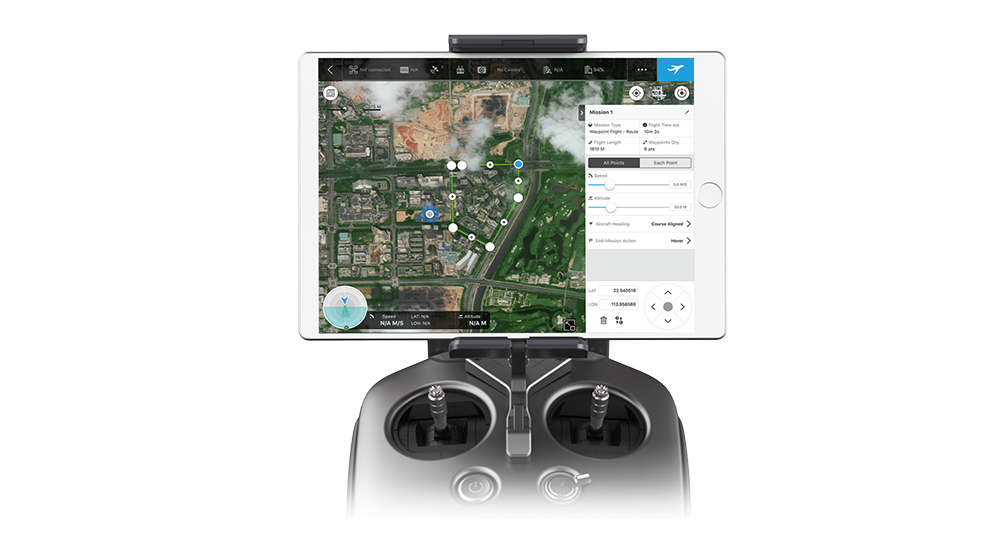 Not connected
N/A
No Camera
N/A
94%
Mission 1
Mission Type
Flight Time est.
Waypoint Flight - Route
10m 3s
Flight Length
Waypoints Qty.
1810 M
6 pts
All Points
Each Point
Speed
5.0 M/S
Altitude
50.0 M
Aircraft Heading
Course Aligned
End-Mission Action
Hover
LAT
22.540518
LON
113.958586
Speed
LAT: N/A
Altitude
N/A M/S
LON: N/A
N/A M